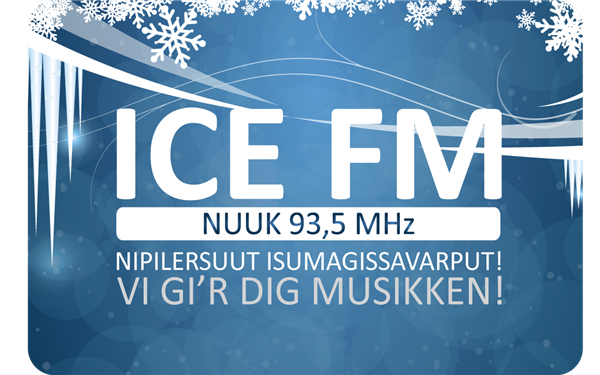 ICE FM
NUUK 93,5 MHz
NIPILERSUUT ISUMAGISSAVARPUT!
VI GI'R DIG MUSIKKEN!